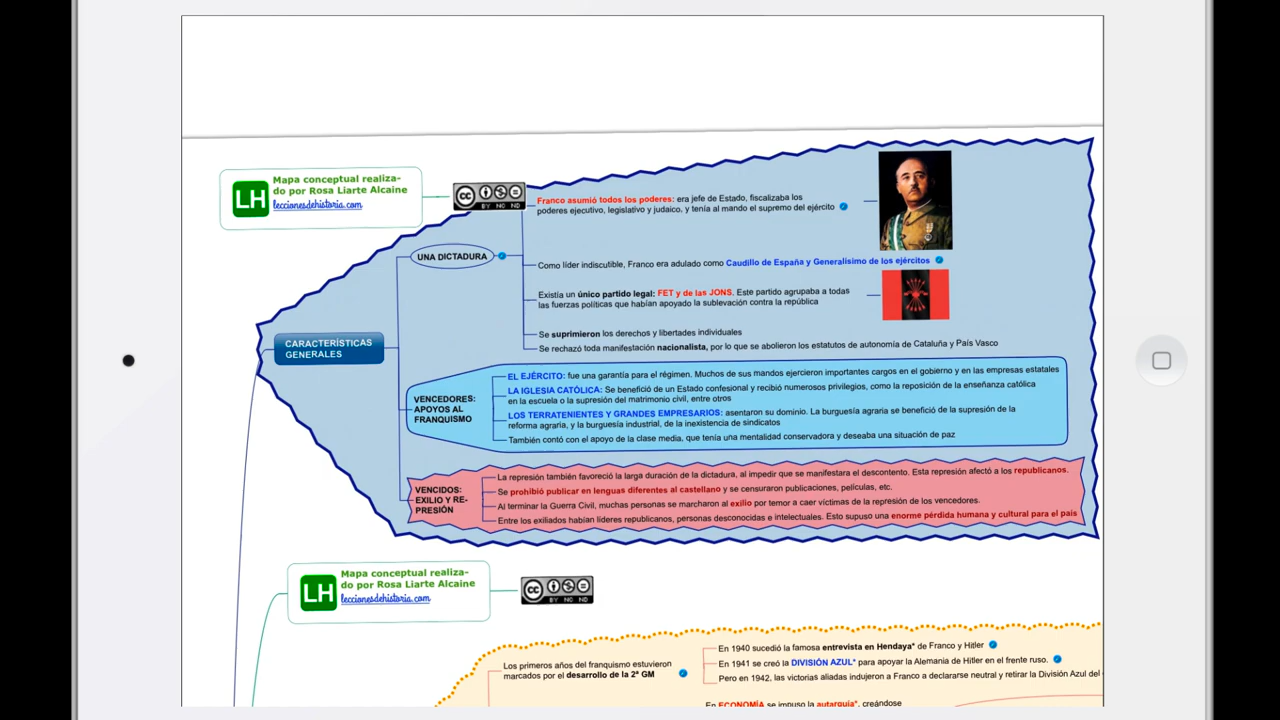 Mapa conceptual realiza-
do por Rosa Liarte Alcaine
LH
leccionesdehistoria.com
cc
BY NC ND
Franco asumió todos los poderes: era jefe de Estado, fiscalizaba los
poderes ejecutivo, legislativo y judaico, y tenía al mando el supremo del ejército
UNA DICTADURA
Como líder indiscutible, Franco era adulado como Caudillo de España y Generalísimo de los ejércitos
Existía un único partido legal: FET y de las JONS. Este partido agrupaba a todas
las fuerzas políticas que habían apoyado la sublevación contra la república
Se suprimieron los derechos y libertades individuales
Se rechazó toda manifestación nacionalista, por lo que se abolieron los estatutos de autonomía de Cataluña y País Vasco
CARACTERÍSTICAS
GENERALES
VENCEDORES:
APOYOS AL
FRANQUISMO
EL EJÉRCITO: fue una garantía para el régimen. Muchos de sus mandos ejercieron importantes cargos en el gobierno y en las empresas estatales
LA IGLESIA CATÓLICA: Se benefició de un Estado confesional y recibió numerosos privilegios, como la reposición de la enseñanza católica
en la escuela o la supresión del matrimonio civil, entre otros
LOS TERRATENIENTES Y GRANDES EMPRESARIOS: asentaron su dominio. La burguesía agraria se benefició de la supresión de la
reforma agraria, y la burguesía industrial, de la inexistencia de sindicatos
También contó con el apoyo de la clase media, que tenía una mentalidad conservadora y deseaba una situación de paz
VENCIDOS:
EXILIO Y RE-
PRESIÓN
La represión también favoreció la larga duración de la dictadura, al impedir que se manifestara el descontento. Esta represión afectó a los republicanos.
Se prohibió publicar en lenguas diferentes al castellano y se censuraron publicaciones, películas, etc.
Al terminar la Guerra Civil, muchas personas se marcharon al exilio por temor a caer víctimas de la represión de los vencedores.
Entre los exiliados habían líderes republicanos, personas desconocidas e intelectuales. Esto supuso una enorme pérdida humana y cultural para el país
Mapa conceptual realiza-
do por Rosa Liarte Alcaine
LH
leccionesdehistoria.com
cc
BY NC ND
Los primeros años del franquismo estuvieron
marcados por el desarrollo de la 2ª GM
En 1940 sucedió la famosa entrevista en Hendaya* de Franco y Hitler
En 1941 se creó la DIVISIÓN AZUL* para apoyar la Alemania de Hitler en el frente ruso.
Pero en 1942, las victorias aliadas indujeron a Franco a declararse neutral y retirar la División Azul del
En ECONOMÍA se impuso la autarquía*, creándose